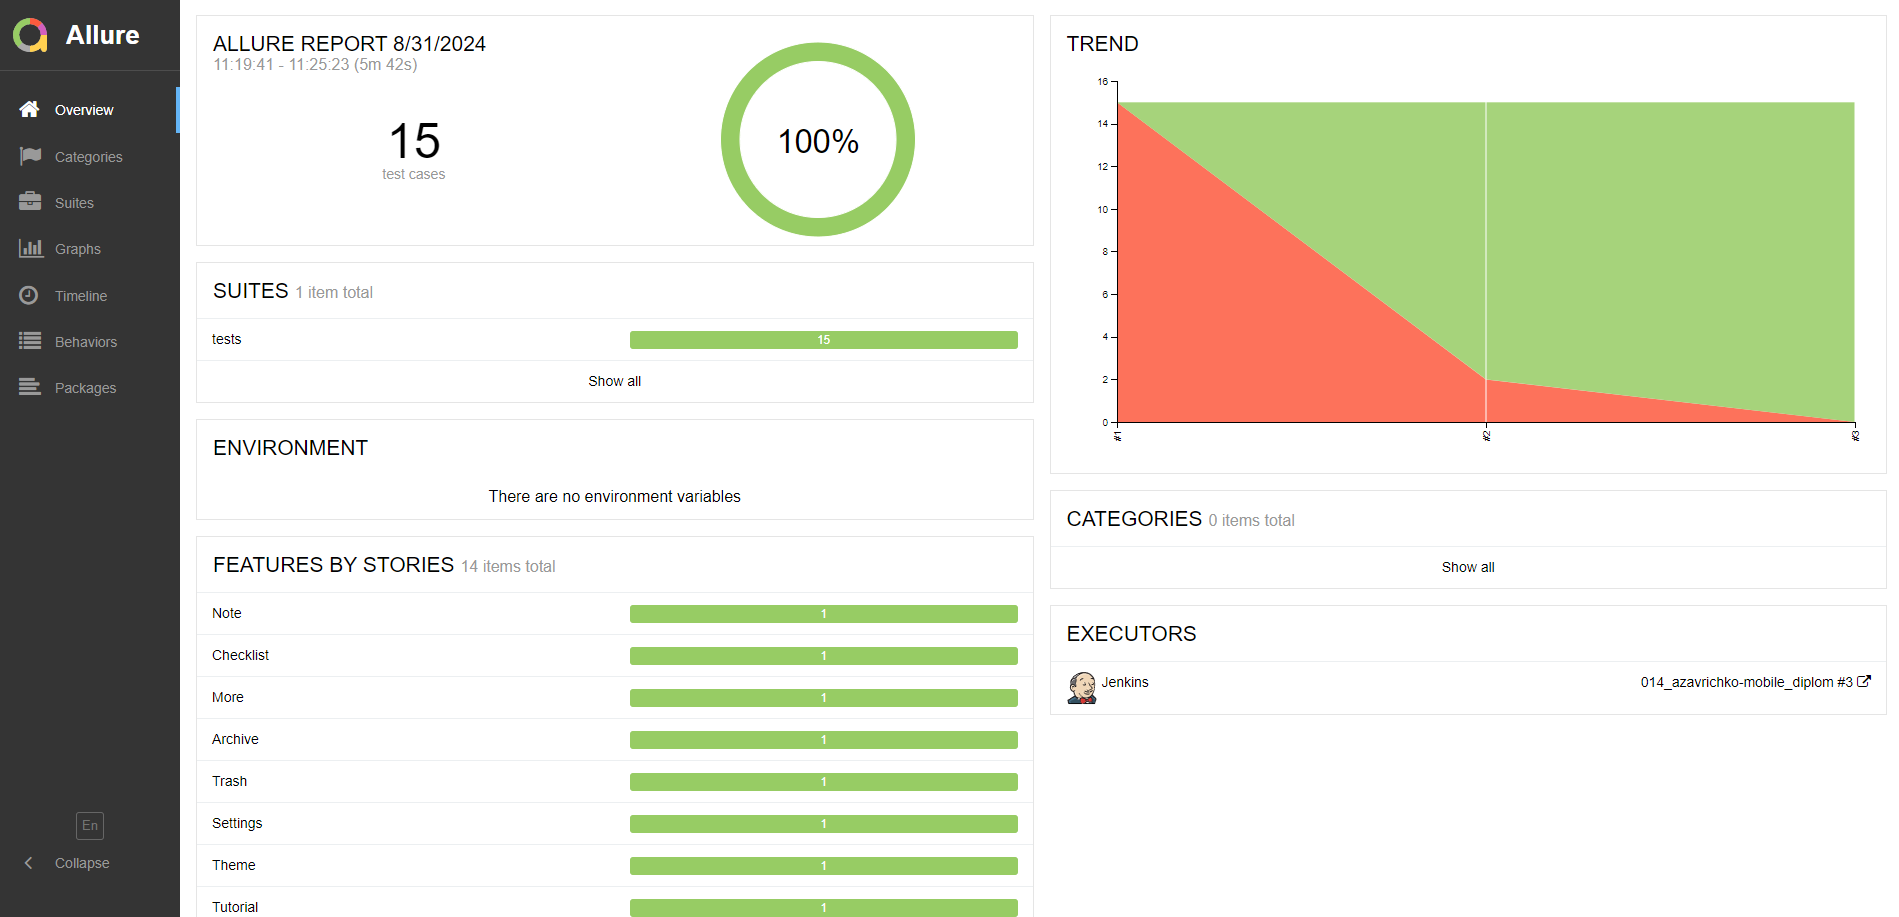 Allure
Overview
Categories
Suites
Graphs
Timeline
Behaviors
Packages
En
Collapse
ALLURE REPORT 8/31/2024
11:19:41 - 11:25:23 (5m 42s)
15
test cases
100%
SUITES 1 item total
tests 15
Show all
ENVIRONMENT
There are no environment variables
FEATURES BY STORIES 14 items total
Note 1
Checklist 1
More 1
Archive 1
Trash 1
Settings 1
Theme 1
Tutorial 1
TREND
16
14
12
10
8
6
4
2
0
#1
#2
#3
CATEGORIES 0 items total
Show all
EXECUTORS
Jenkins 014_azavrichko-mobile_diplom #3